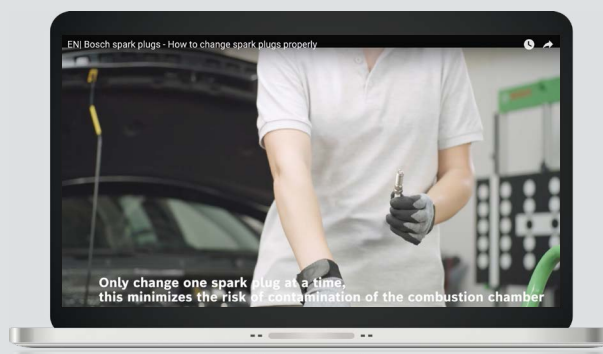 EN| Bosch spark plugs - How to change spark plugs properly
Only change one spark plug at a time,
this minimizes the risk of contamination of the combustion chamber